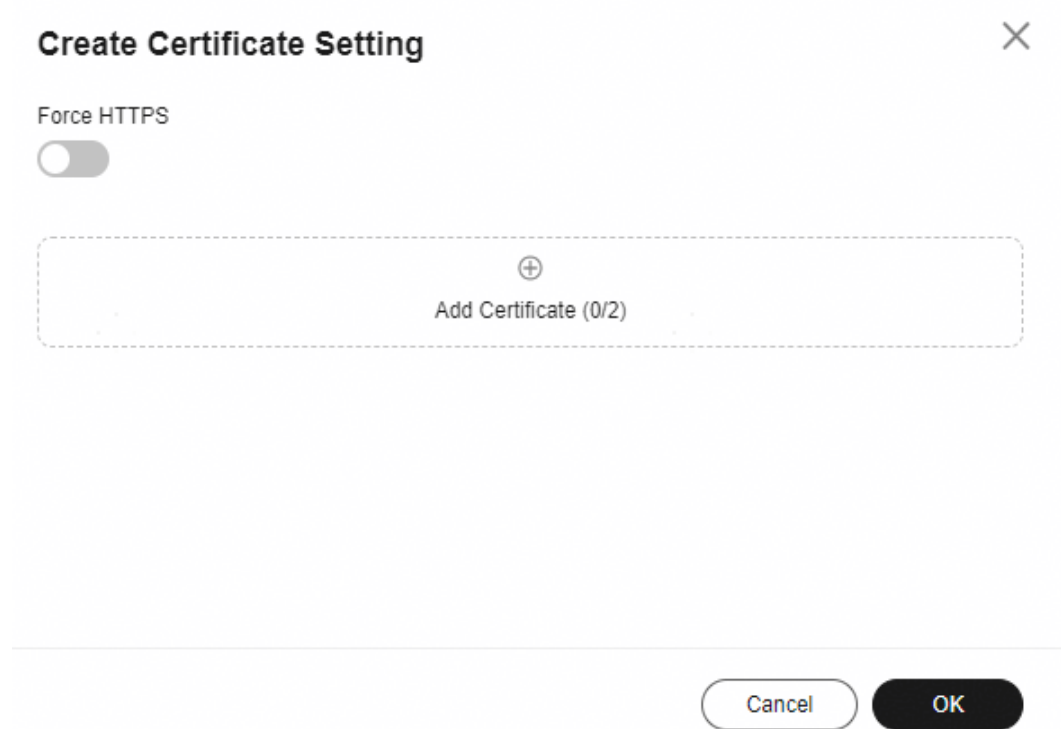 Create Certificate Setting
Force HTTPS
Add Certificate (0/2)
Cancel
OK